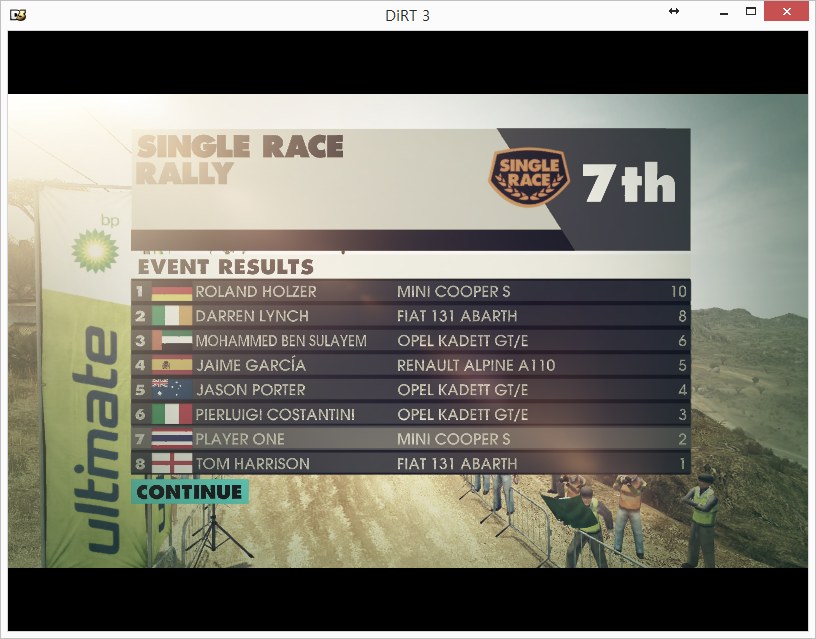 DiRT 3
SINGLE RACE
RALLY
SINGLE
RACE
7th
bp
ultimate
EVENT RESULTS
1 ROLAND HOLZER MINI COOPER S 10
2 DARREN LYNCH FIAT 131 ABARTH 8
3 MOHAMMED BEN SULAYEM OPEL KADETT GT/E 6
4 JAIME GARCÍA RENAULT ALPINE A110 5
5 JASON PORTER OPEL KADETT GT/E 4
6 PIERLUIGI COSTANTINI OPEL KADETT GT/E 3
7 PLAYER ONE MINI COOPER S 2
8 TOM HARRISON FIAT 131 ABARTH 1
CONTINUE